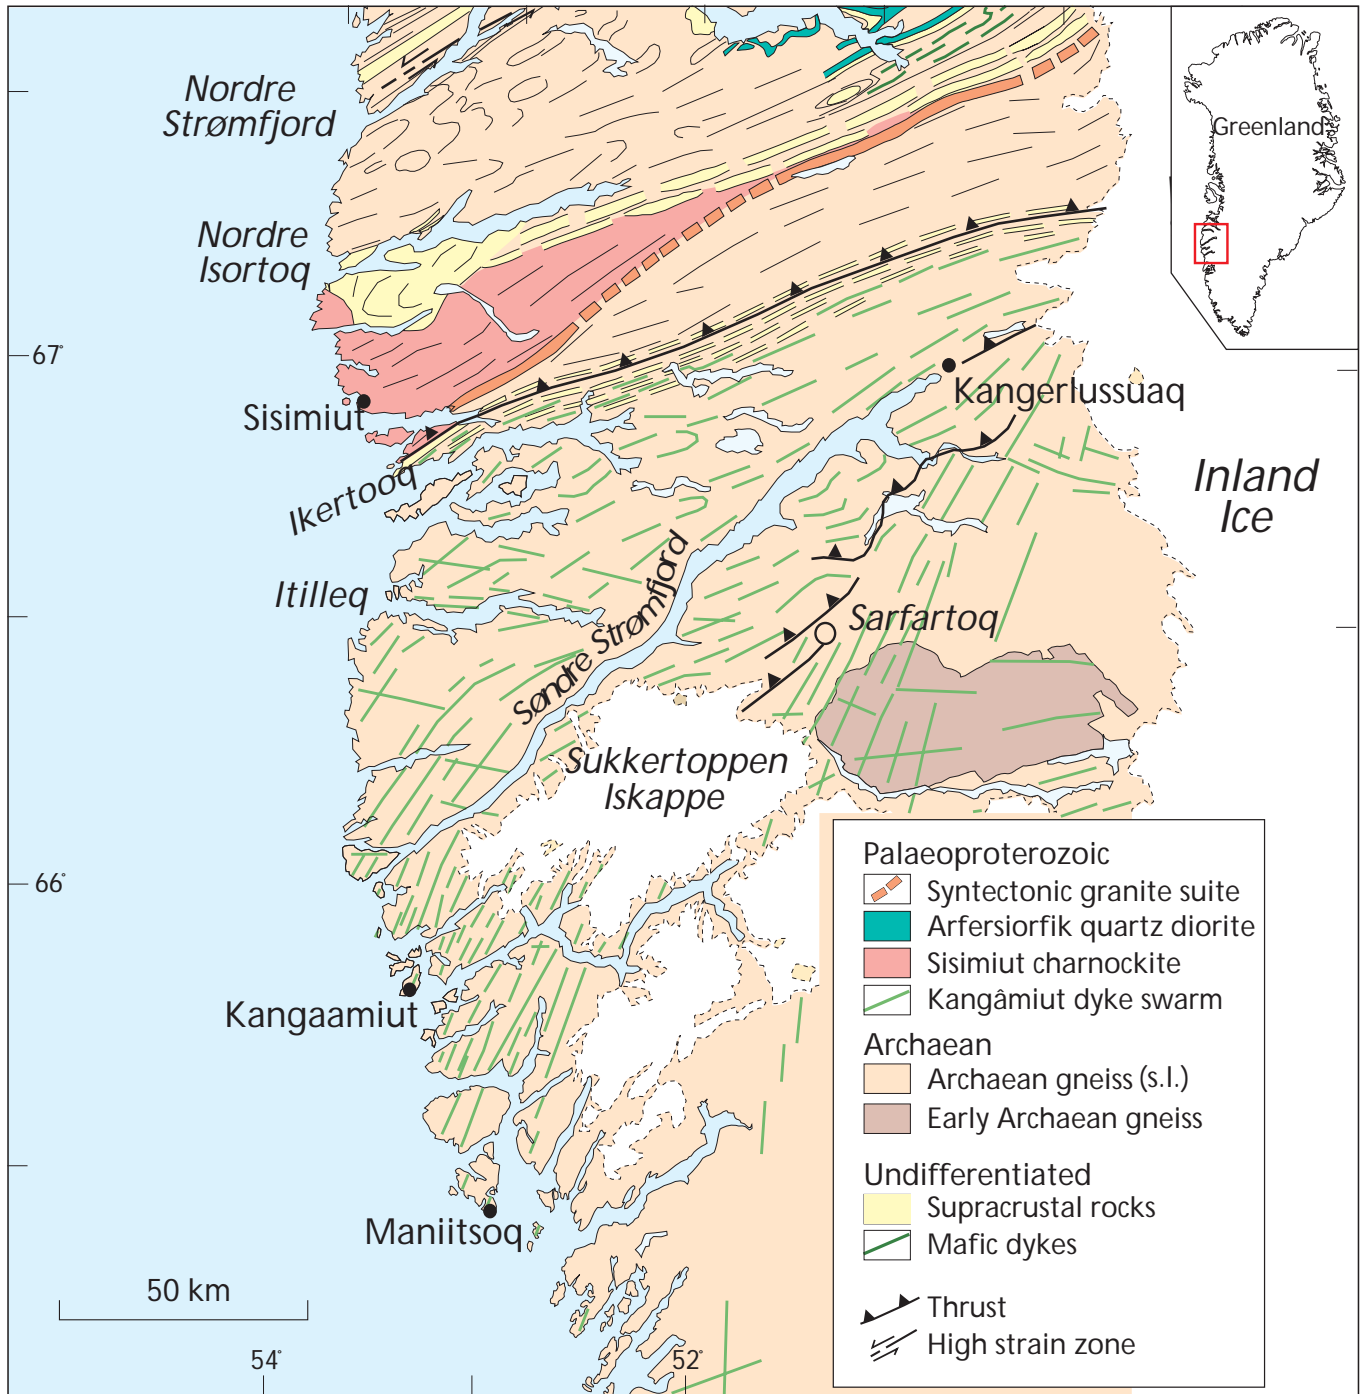 Nordre
Strømfjord
Greenland
Nordre
Isortoq
67°
Sisimiut
Kangerlussuaq
Inland
Ice
Ikertooq
Itilleq
Søndre Strømfjord
Sarfartoq
Sukkertoppen
Iskappe
66°
Kangaamiut
Maniitsoq
50 km
54°
52°
Palaeoproterozoic
Syntectonic granite suite
Arfersiorfik quartz diorite
Sisimiut charnockite
Kangâmiut dyke swarm
Archaean
Archaean gneiss (s.l.)
Early Archaean gneiss
Undifferentiated
Supracrustal rocks
Mafic dykes
Thrust
High strain zone